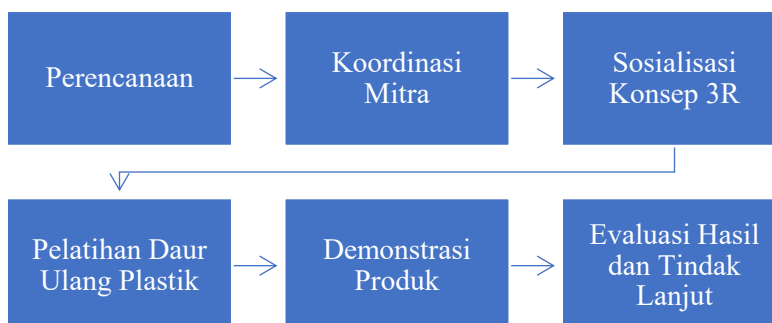 Perencanaan
Koordinasi
Mitra
Sosialisasi
Konsep 3R
Pelatihan Daur
Ulang Plastik
Demonstrasi
Produk
Evaluasi Hasil
dan Tindak
Lanjut